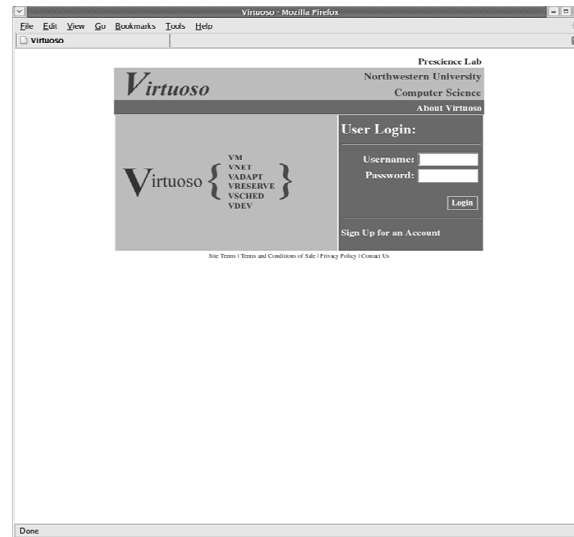 Virtuoso - Mozilla Firefox
File Edit View Go Bookmarks Tools Help
Virtuoso
Prescience Lab
Virtuoso
Northwestern University
Computer Science
About Virtuoso
User Login:
Username:
Password:
Login
Sign Up for an Account
Virtuoso { VM
VNET
VADAPT
VRESERVE
VSCHED
VDEV }
Site Terms | Terms and Conditions of Sale | Privacy Policy | Contact Us
Done